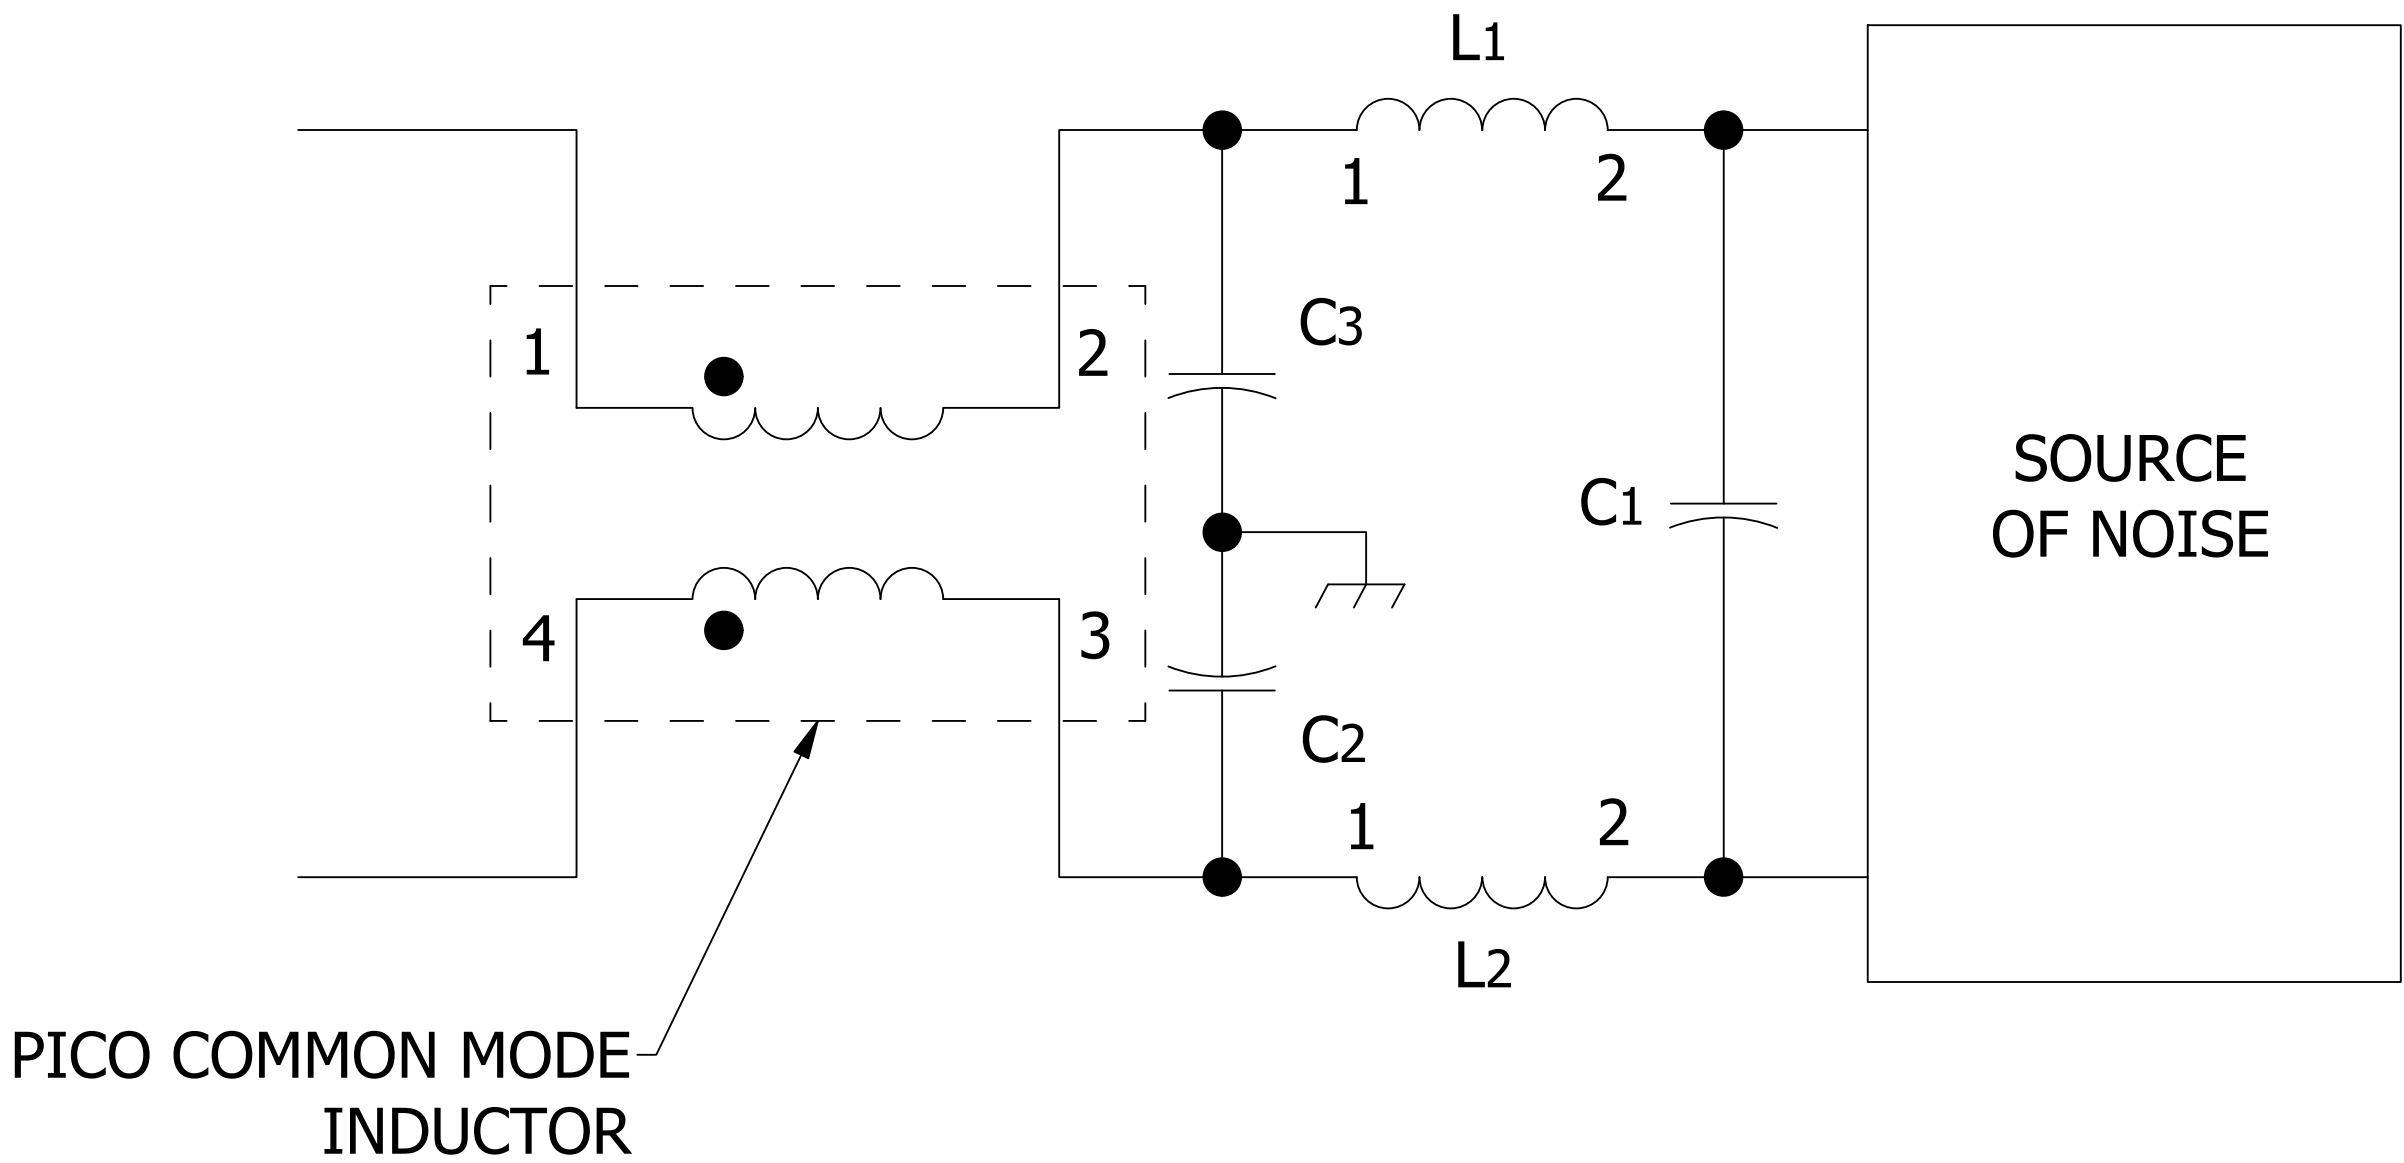 L1
1
2
C3
1
2
C1
SOURCE
OF NOISE
4
3
C2
1
2
L2
PICO COMMON MODE
INDUCTOR